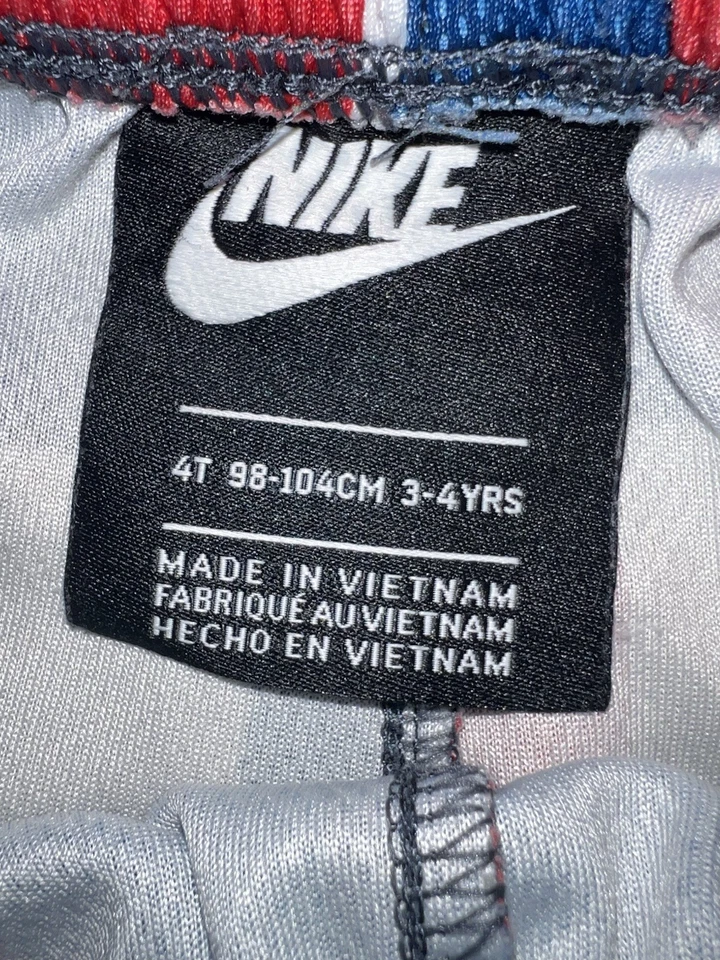 NIKE
4T 98-104CM 3-4YRS
MADE IN VIETNAM
FABRIQUÉ AU VIETNAM
HECHO EN VIETNAM